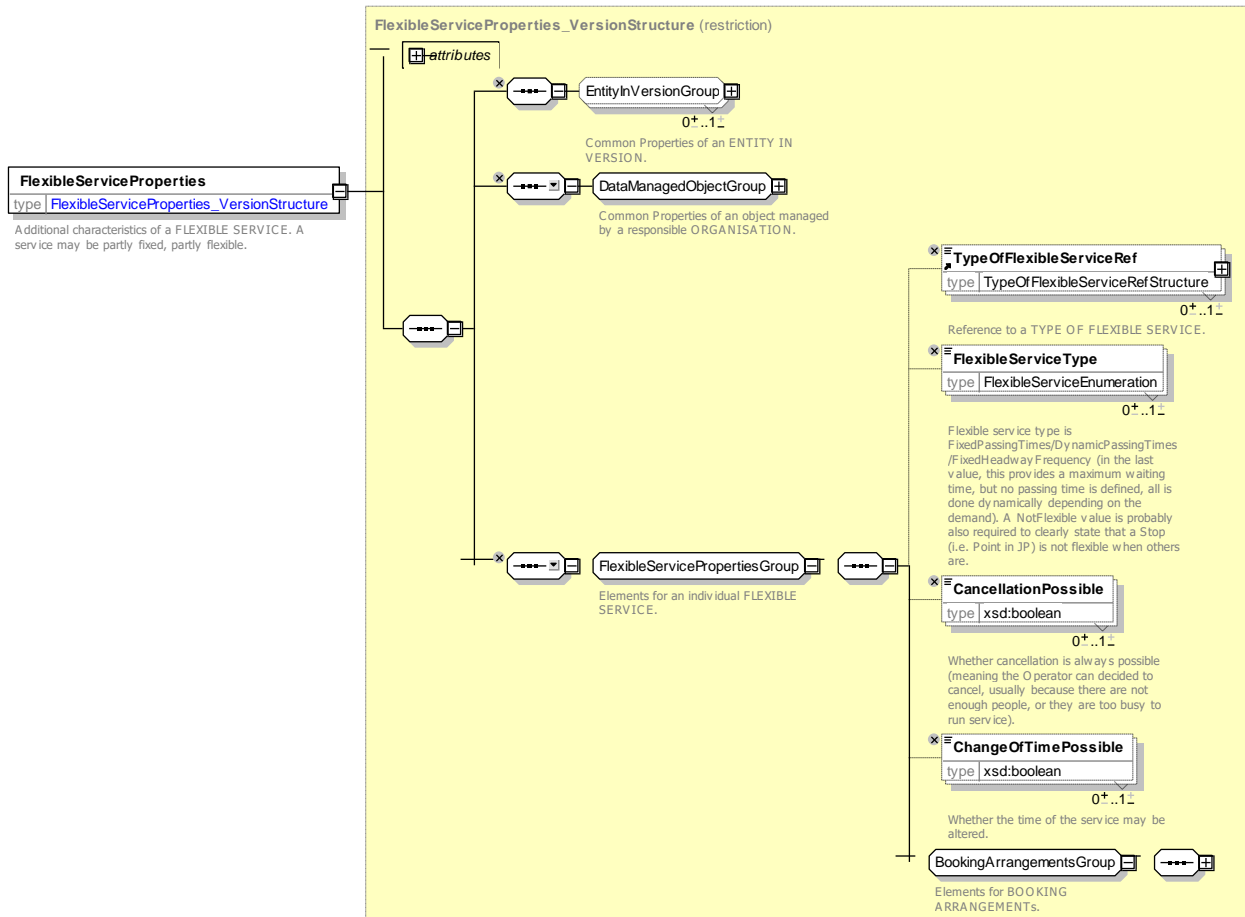 FlexibleServiceProperties_VersionStructure (restriction)
attributes
EntityInVersionGroup
0..1
Common Properties of an ENTITY IN
VERSION.
FlexibleServiceProperties
type FlexibleServiceProperties_VersionStructure
Additional characteristics of a FLEXIBLE SERVICE. A
service may be partly fixed, partly flexible.
DataManagedObjectGroup
Common Properties of an object managed
by a responsible ORGANISATION.
TypeOfFlexibleServiceRef
type TypeOfFlexibleServiceRefStructure
0..1
Reference to a TYPE OF FLEXIBLE SERVICE.
FlexibleServiceType
type FlexibleServiceEnumeration
0..1
Flexible service type is
FixedPassingTimes/DynamicPassingTimes
/FixedHeadwayFrequency (in the last
value, this provides a maximum waiting
time, but no passing time is defined, all is
done dynamically depending on the
demand). A NotFlexible value is probably
also required to clearly state that a Stop
(i.e. Point in JP) is not flexible when others
are.
FlexibleServicePropertiesGroup
Elements for an individual FLEXIBLE
SERVICE.
CancellationPossible
type xsd:boolean
0..1
Whether cancellation is always possible
(meaning the Operator can decided to
cancel, usually because there are not
enough people, or they are too busy to
run service).
ChangeOfTimePossible
type xsd:boolean
0..1
Whether the time of the service may be
altered.
BookingArrangementsGroup
Elements for BOOKING
ARRANGEMENTs.